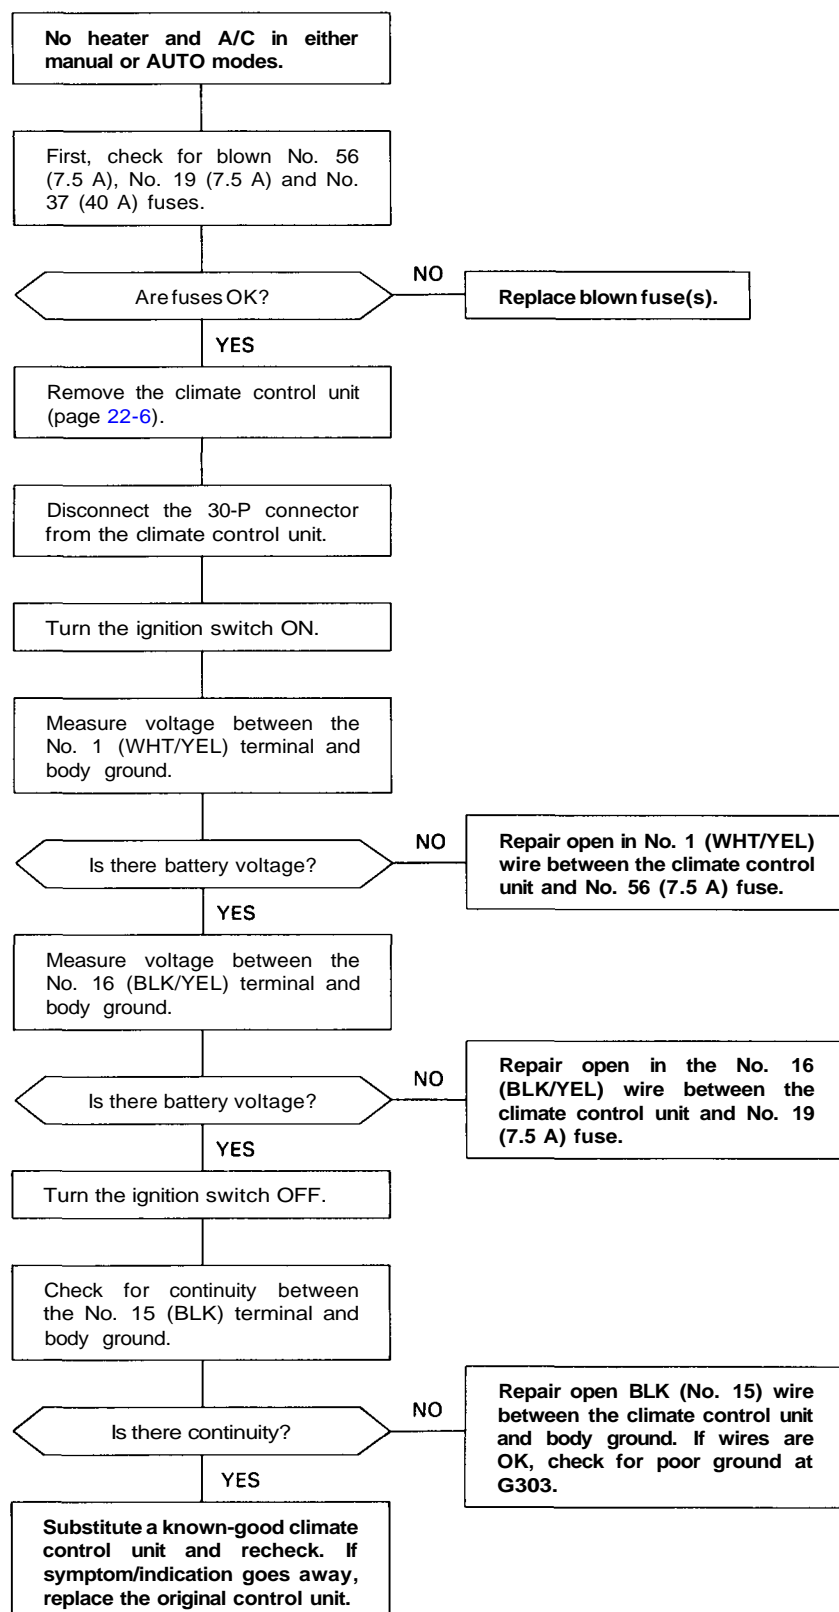 No heater and A/C in either
manual or AUTO modes.
First, check for blown No. 56
(7.5 A), No. 19 (7.5 A) and No.
37 (40 A) fuses.
Are fuses OK?
NO
Replace blown fuse(s).
YES
Remove the climate control unit
(page 22-6).
Disconnect the 30-P connector
from the climate control unit.
Turn the ignition switch ON.
Measure voltage between the
No. 1 (WHT/YEL) terminal and
body ground.
Is there battery voltage?
NO
Repair open in No. 1 (WHT/YEL)
wire between the climate control
unit and No. 56 (7.5 A) fuse.
YES
Measure voltage between the
No. 16 (BLK/YEL) terminal and
body ground.
Is there battery voltage?
NO
Repair open in the No. 16
(BLK/YEL) wire between the
climate control unit and No. 19
(7.5 A) fuse.
YES
Turn the ignition switch OFF.
Check for continuity between
the No. 15 (BLK) terminal and
body ground.
Is there continuity?
NO
Repair open BLK (No. 15) wire
between the climate control unit
and body ground. If wires are
OK, check for poor ground at
G303.
YES
Substitute a known-good climate
control unit and recheck. If
symptom/indication goes away,
replace the original control unit.